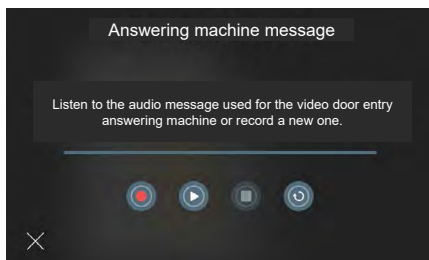 Answering machine message
Listen to the audio message used for the video door entry
answering machine or record a new one.